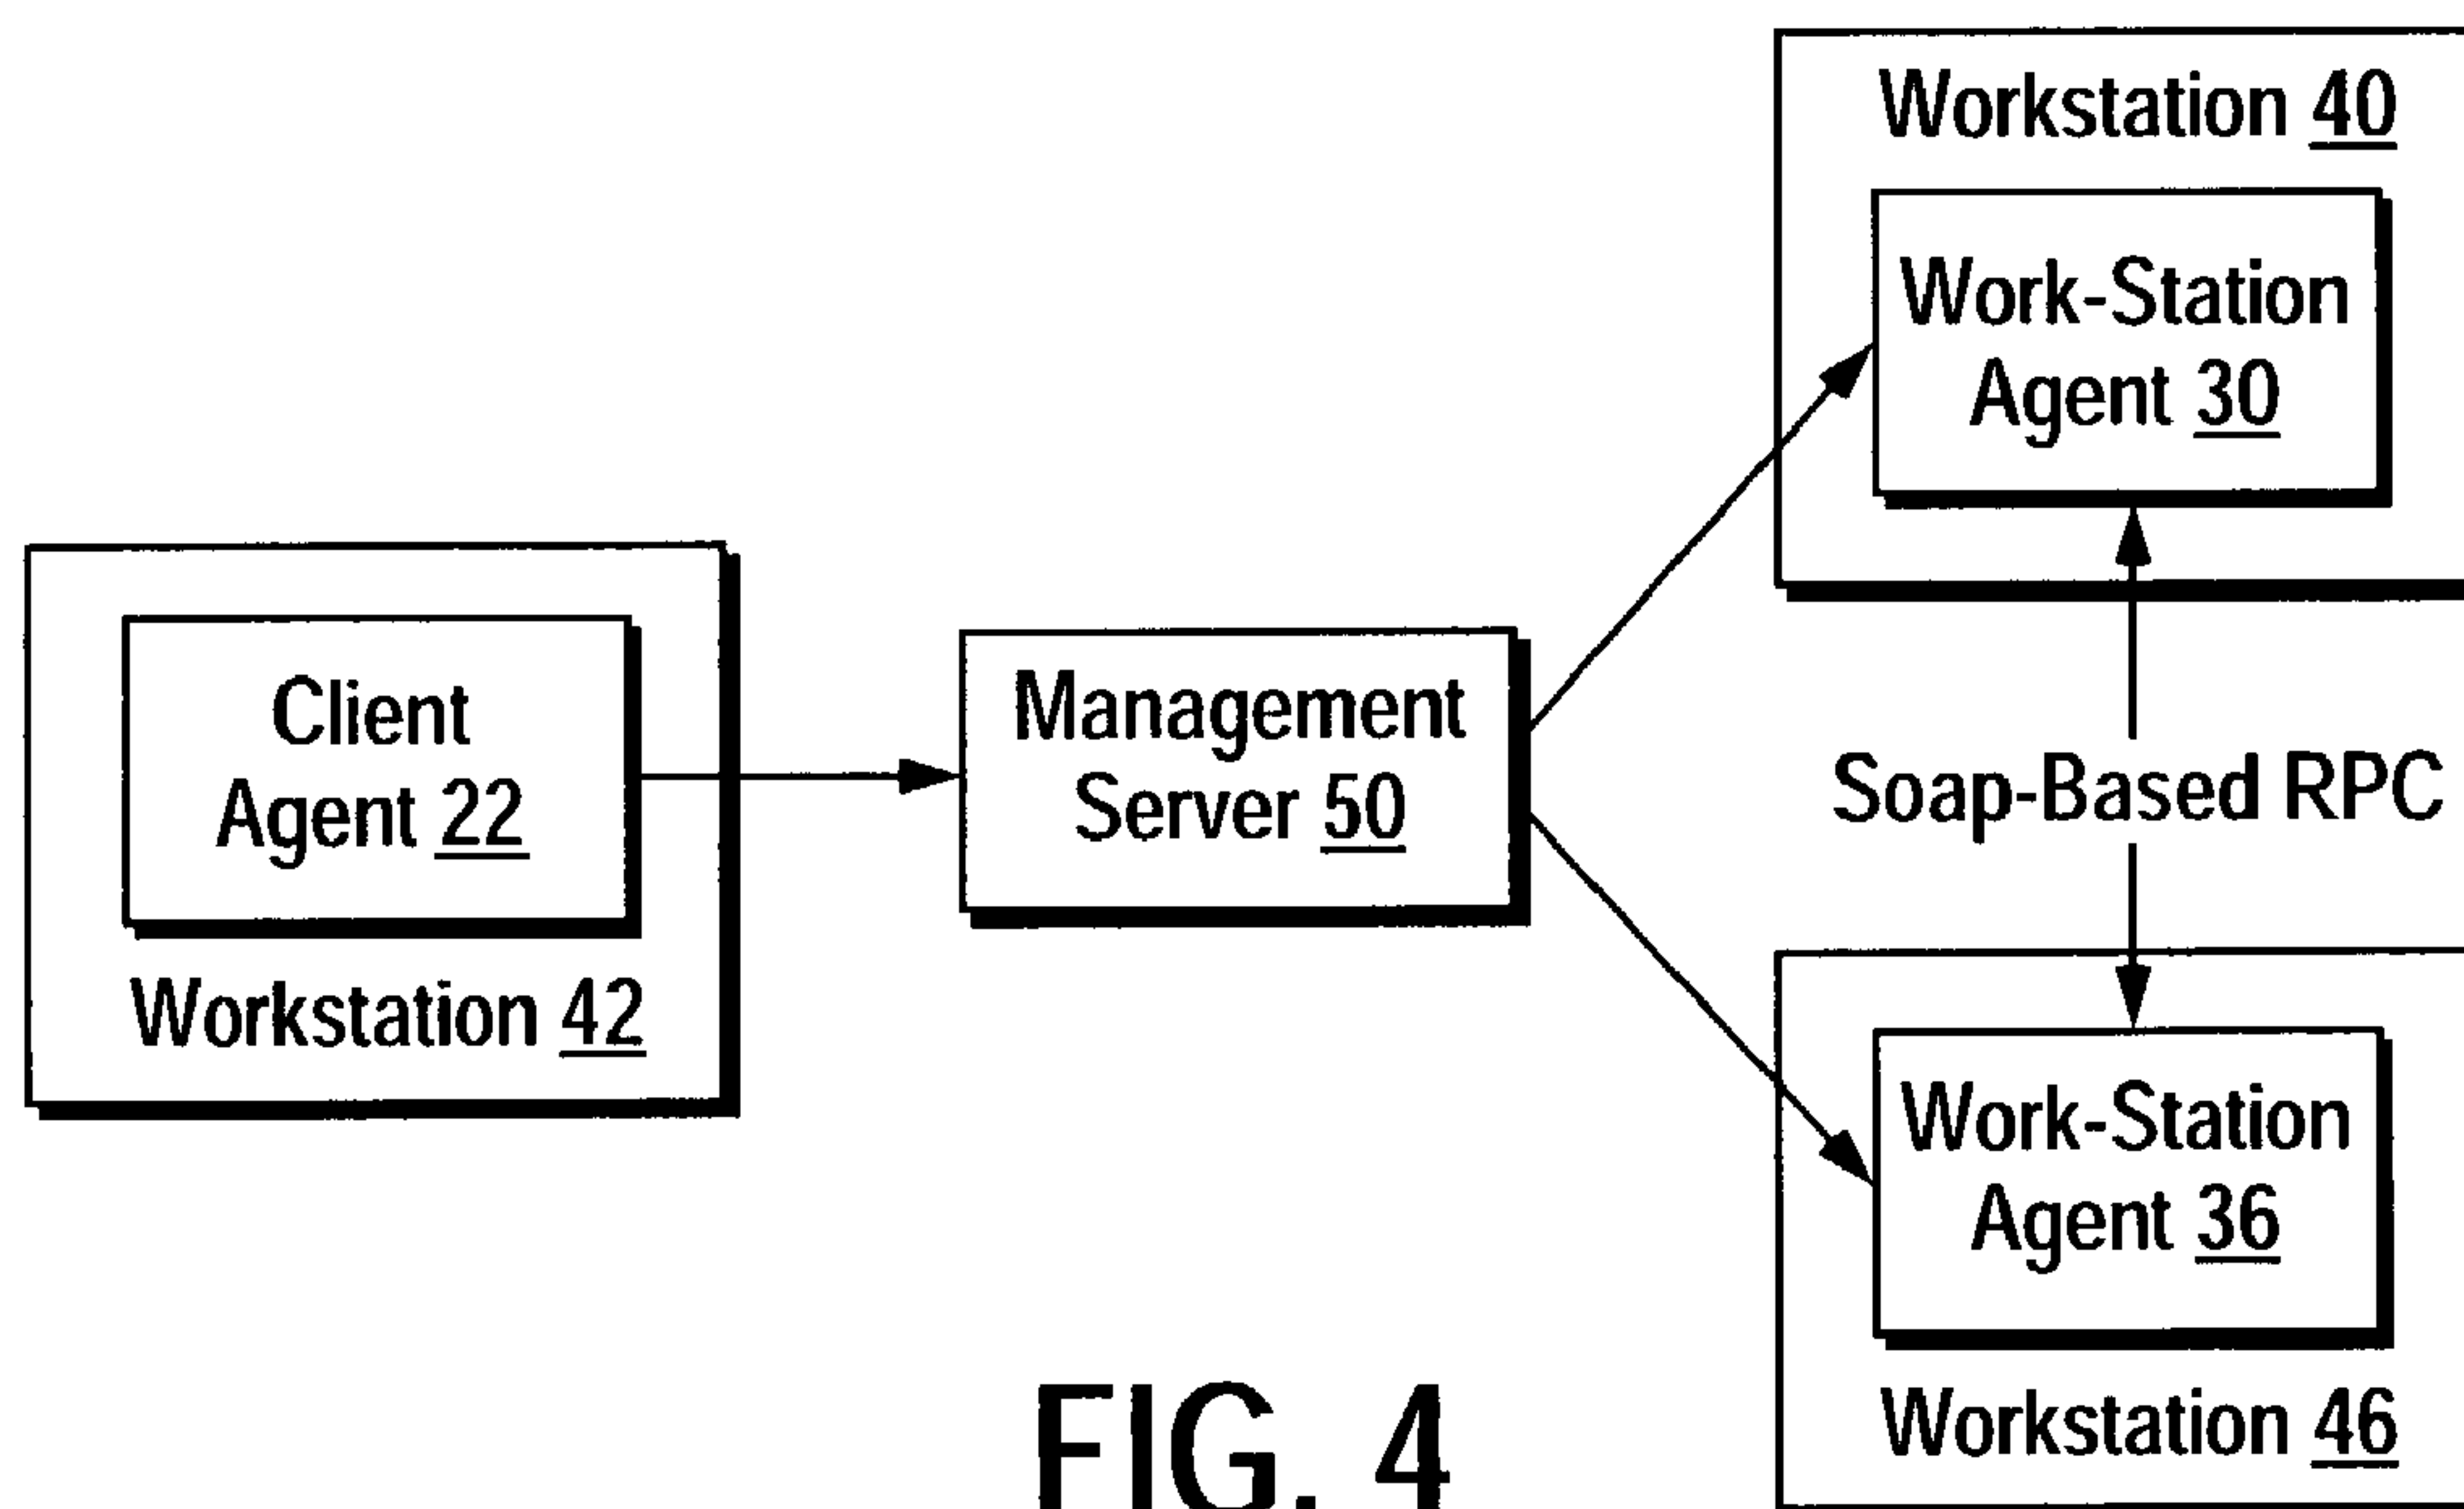 Workstation 40
Work-Station
Agent 30
Client
Agent 22
Workstation 42
Management
Server 50
Soap-Based RPC
Work-Station
Agent 36
Workstation 46
FIG. 4